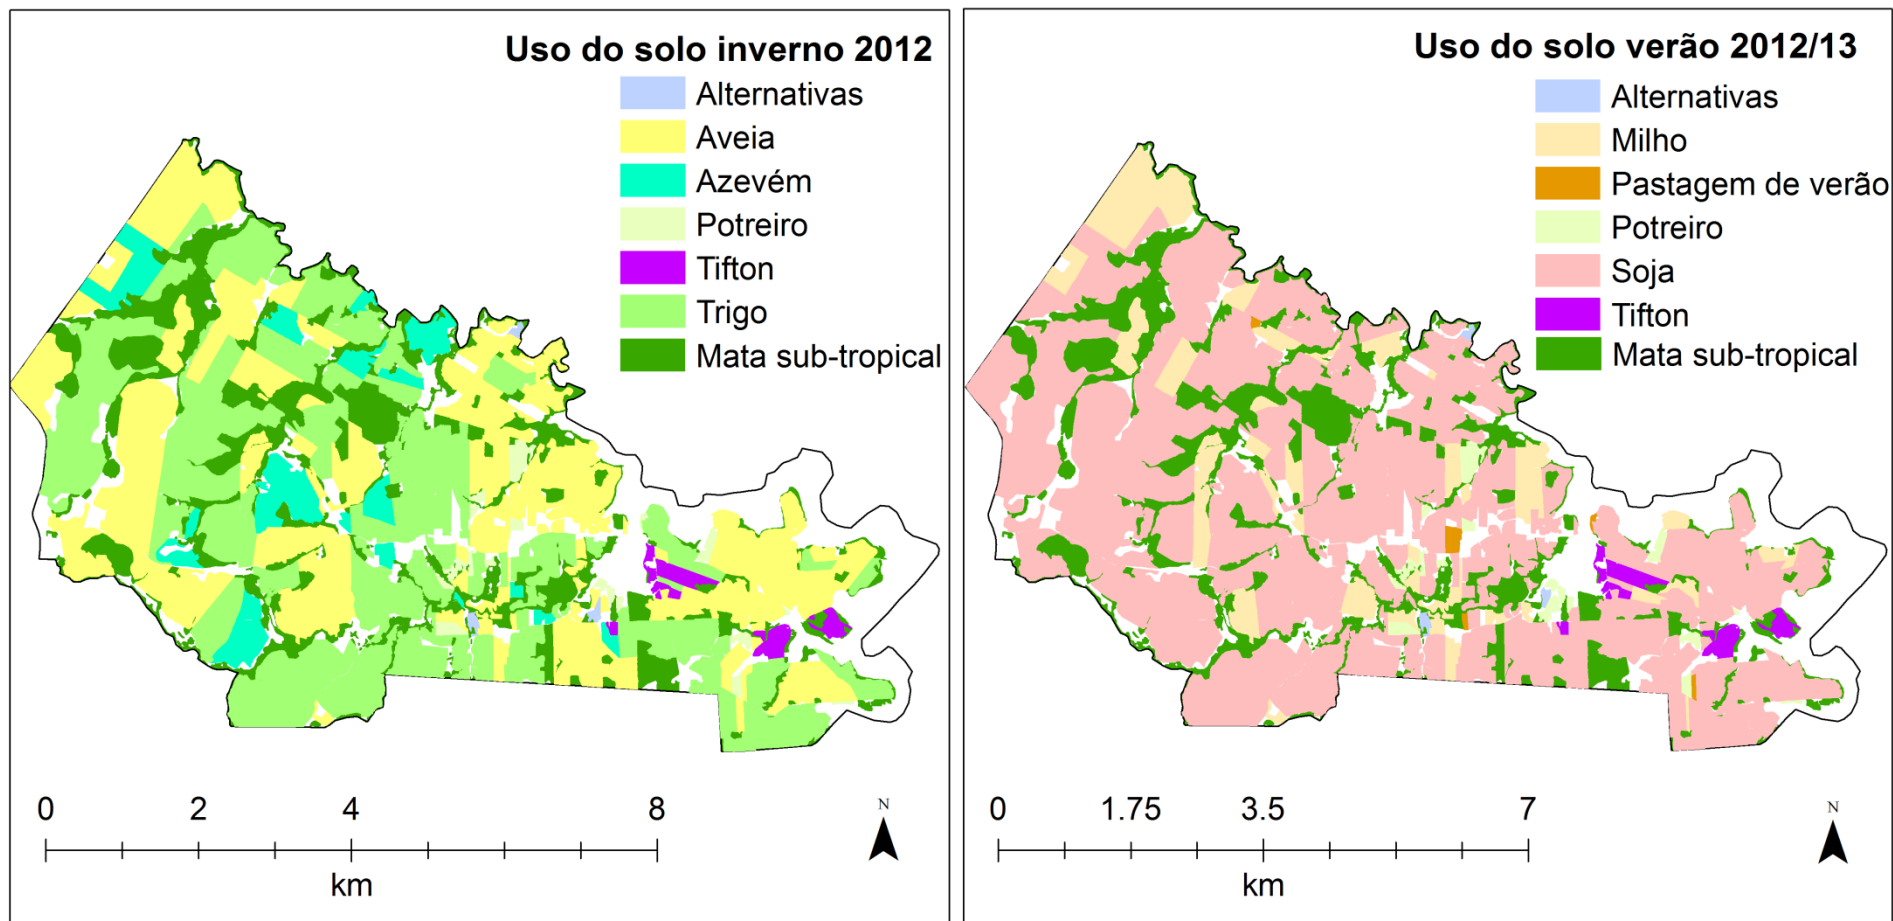 Uso do solo inverno 2012
Alternativas
Aveia
Azevém
Potreiro
Tifton
Trigo
Mata sub-tropical
0 2 4 8
km
N
Uso do solo verão 2012/13
Alternativas
Milho
Pastagem de verão
Potreiro
Soja
Tifton
Mata sub-tropical
0 1.75 3.5 7
km
N